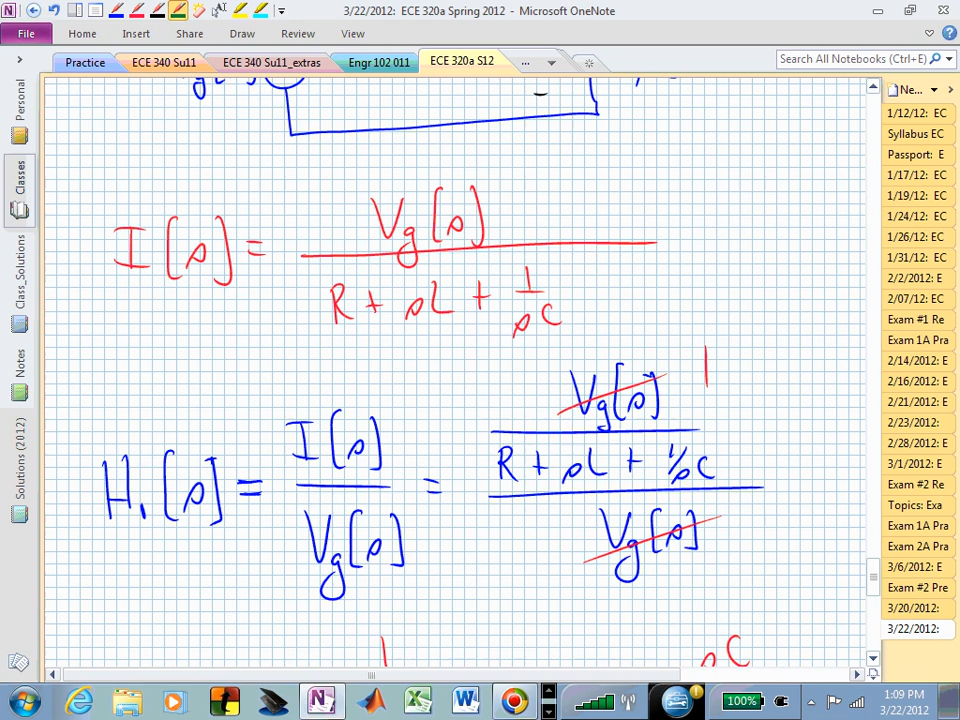 3/22/2012: ECE 320a Spring 2012 - Microsoft OneNote
File Home Insert Share Draw Review View
Practice ECE 340 Su11 ECE 340 Su11_extras Engr 102 011 ECE 320a S12 ...
Search All Notebooks (Ctrl+E)
Personal
Classes
Class_Solutions
Notes
Solutions (2012)
I[s] = Vg[s] / (R + sL + 1/sC)
H₁[s] = I[s] / Vg[s] = (Vg[s] 1 / (R + sL + 1/sC)) / Vg[s]
1 sC
Ne...
1/12/12: EC
Syllabus EC
Passport: E
1/17/12: EC
1/19/12: EC
1/24/12: EC
1/26/12: EC
1/31/12: EC
2/2/2012: E
2/07/12: EC
Exam #1 Re
Exam 1A Pra
2/14/2012: E
2/16/2012: E
2/21/2012: E
2/23/2012:
2/28/2012: E
3/1/2012: E
Exam #2 Re
Topics: Exa
Exam 1A Pra
Exam 2A Pra
3/6/2012: E
Exam #2 Pre
3/20/2012:
3/22/2012:
100%
1:09 PM
3/22/2012